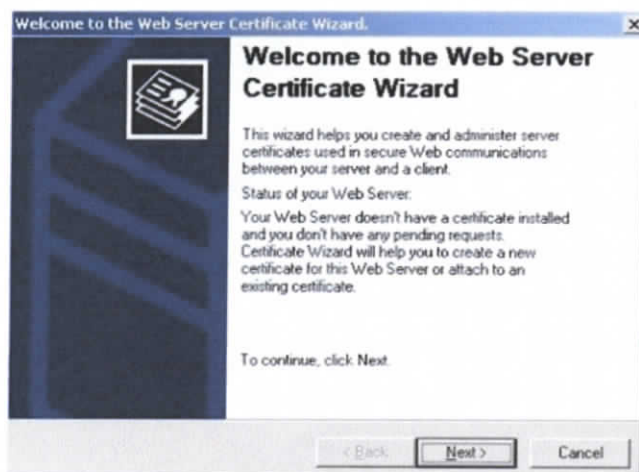 Welcome to the Web Server Certificate Wizard.
Welcome to the Web Server
Certificate Wizard
This wizard helps you create and administer server
certificates used in secure Web communications
between your server and a client.
Status of your Web Server:
Your Web Server doesn't have a certificate installed
and you don't have any pending requests.
Certificate Wizard will help you to create a new
certificate for this Web Server or attach to an
existing certificate.
To continue, click Next.
< Back Next > Cancel